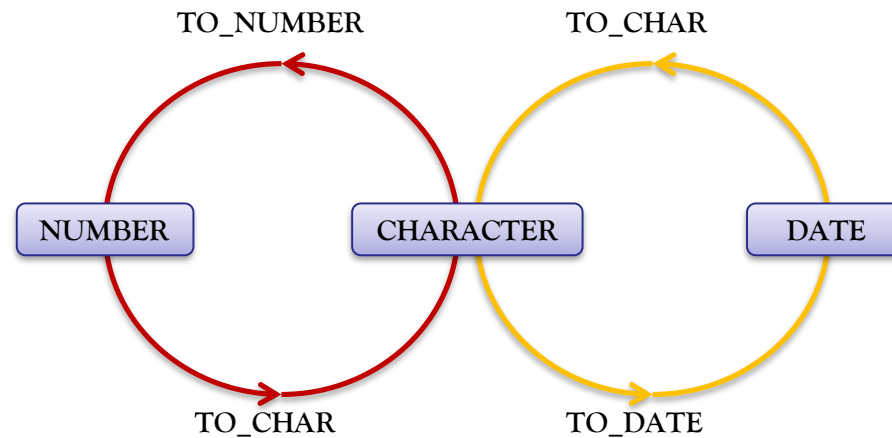 TO_NUMBER TO_CHAR
NUMBER CHARACTER DATE
TO_CHAR TO_DATE